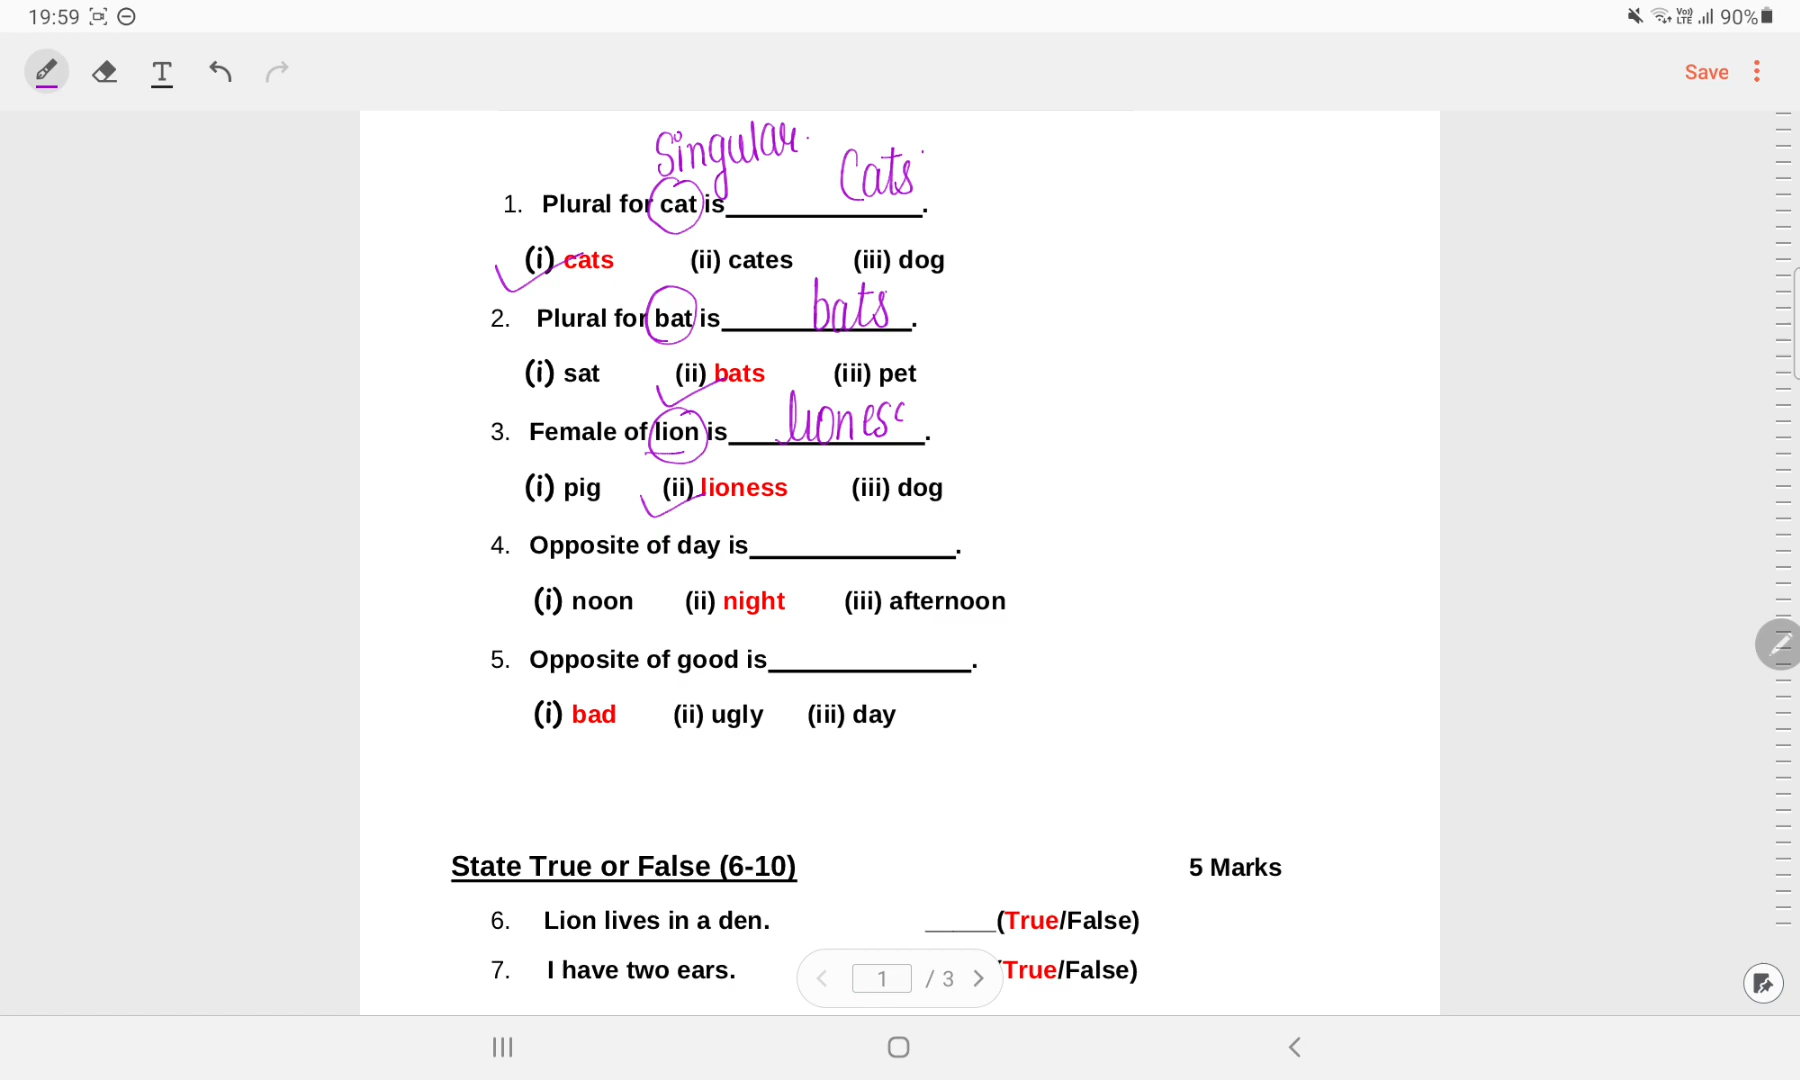 19:59 Vo) LTE 90%
T Save
Singular.
Cats
1. Plural for cat is______________.
(i) cats (ii) cates (iii) dog
bats
2. Plural for bat is______________.
(i) sat (ii) bats (iii) pet
lionesc
3. Female of lion is______________.
(i) pig (ii) lioness (iii) dog
4. Opposite of day is______________.
(i) noon (ii) night (iii) afternoon
5. Opposite of good is______________.
(i) bad (ii) ugly (iii) day
State True or False (6-10) 5 Marks
6. Lion lives in a den. _____(True/False)
7. I have two ears. (True/False)
1 / 3